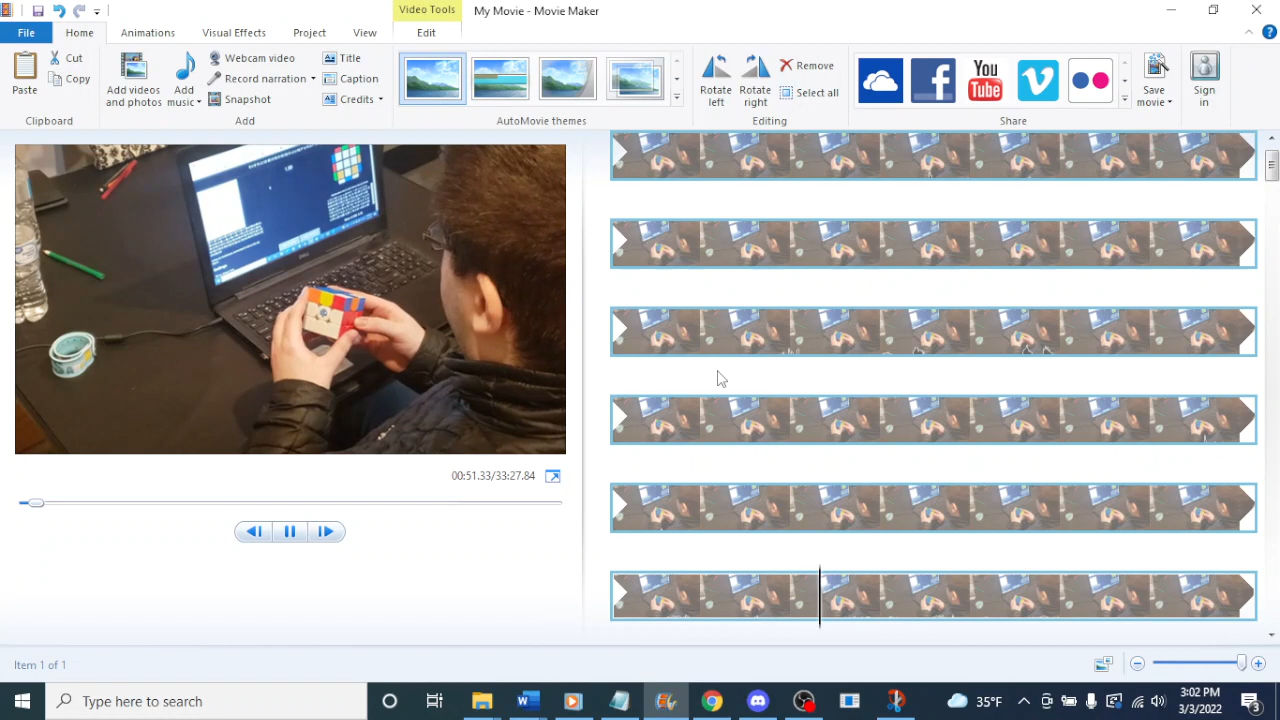 Video Tools
My Movie - Movie Maker
File
Home
Animations
Visual Effects
Project
View
Edit
Paste
Cut
Copy
Clipboard
Add videos
and photos
Add
music
Webcam video
Record narration
Snapshot
Title
Caption
Credits
Add
AutoMovie themes
Rotate
left
Rotate
right
Remove
Select all
Editing
You
Tube
Share
Save
movie
Sign
in
00:51.33/33:27.84
Item 1 of 1
Type here to search
35°F
3:02 PM
3/3/2022
3